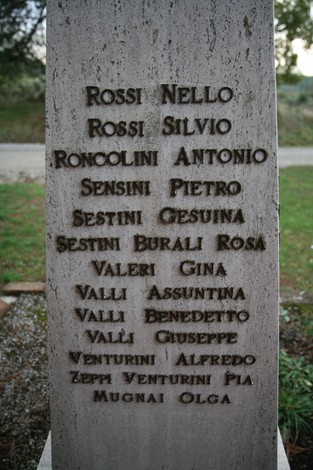 Rossi Nello
Rossi Silvio
Roncolini Antonio
Sensini Pietro
Sestini Gesuina
Sestini Burali Rosa
Valeri Gina
Valli Assuntina
Valli Benedetto
Valli Giuseppe
Venturini Alfredo
Zeppi Venturini Pia
Mugnai Olga